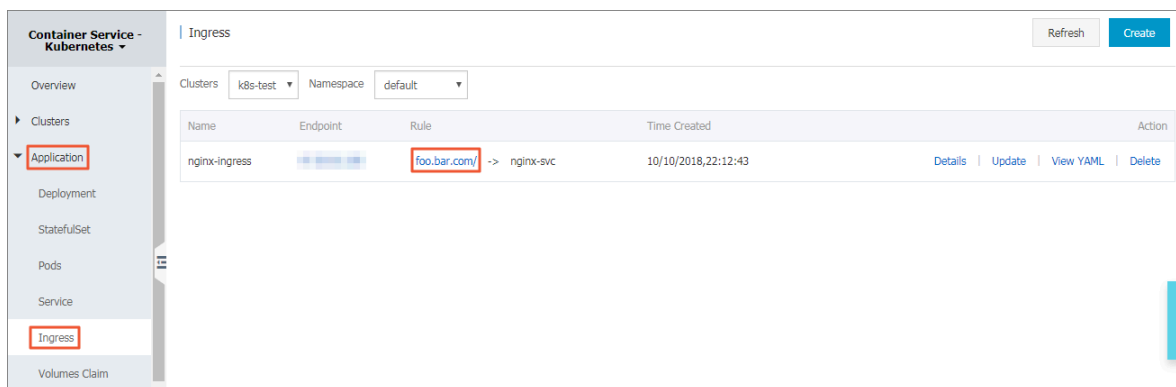 Container Service -
Kubernetes
Ingress
Refresh
Create
Overview
Clusters
k8s-test
Namespace
default
Clusters
Name
Endpoint
Rule
Time Created
Action
Application
nginx-ingress
foo.bar.com/ -> nginx-svc
10/10/2018,22:12:43
Details | Update | View YAML | Delete
Deployment
StatefulSet
Pods
Service
Ingress
Volumes Claim